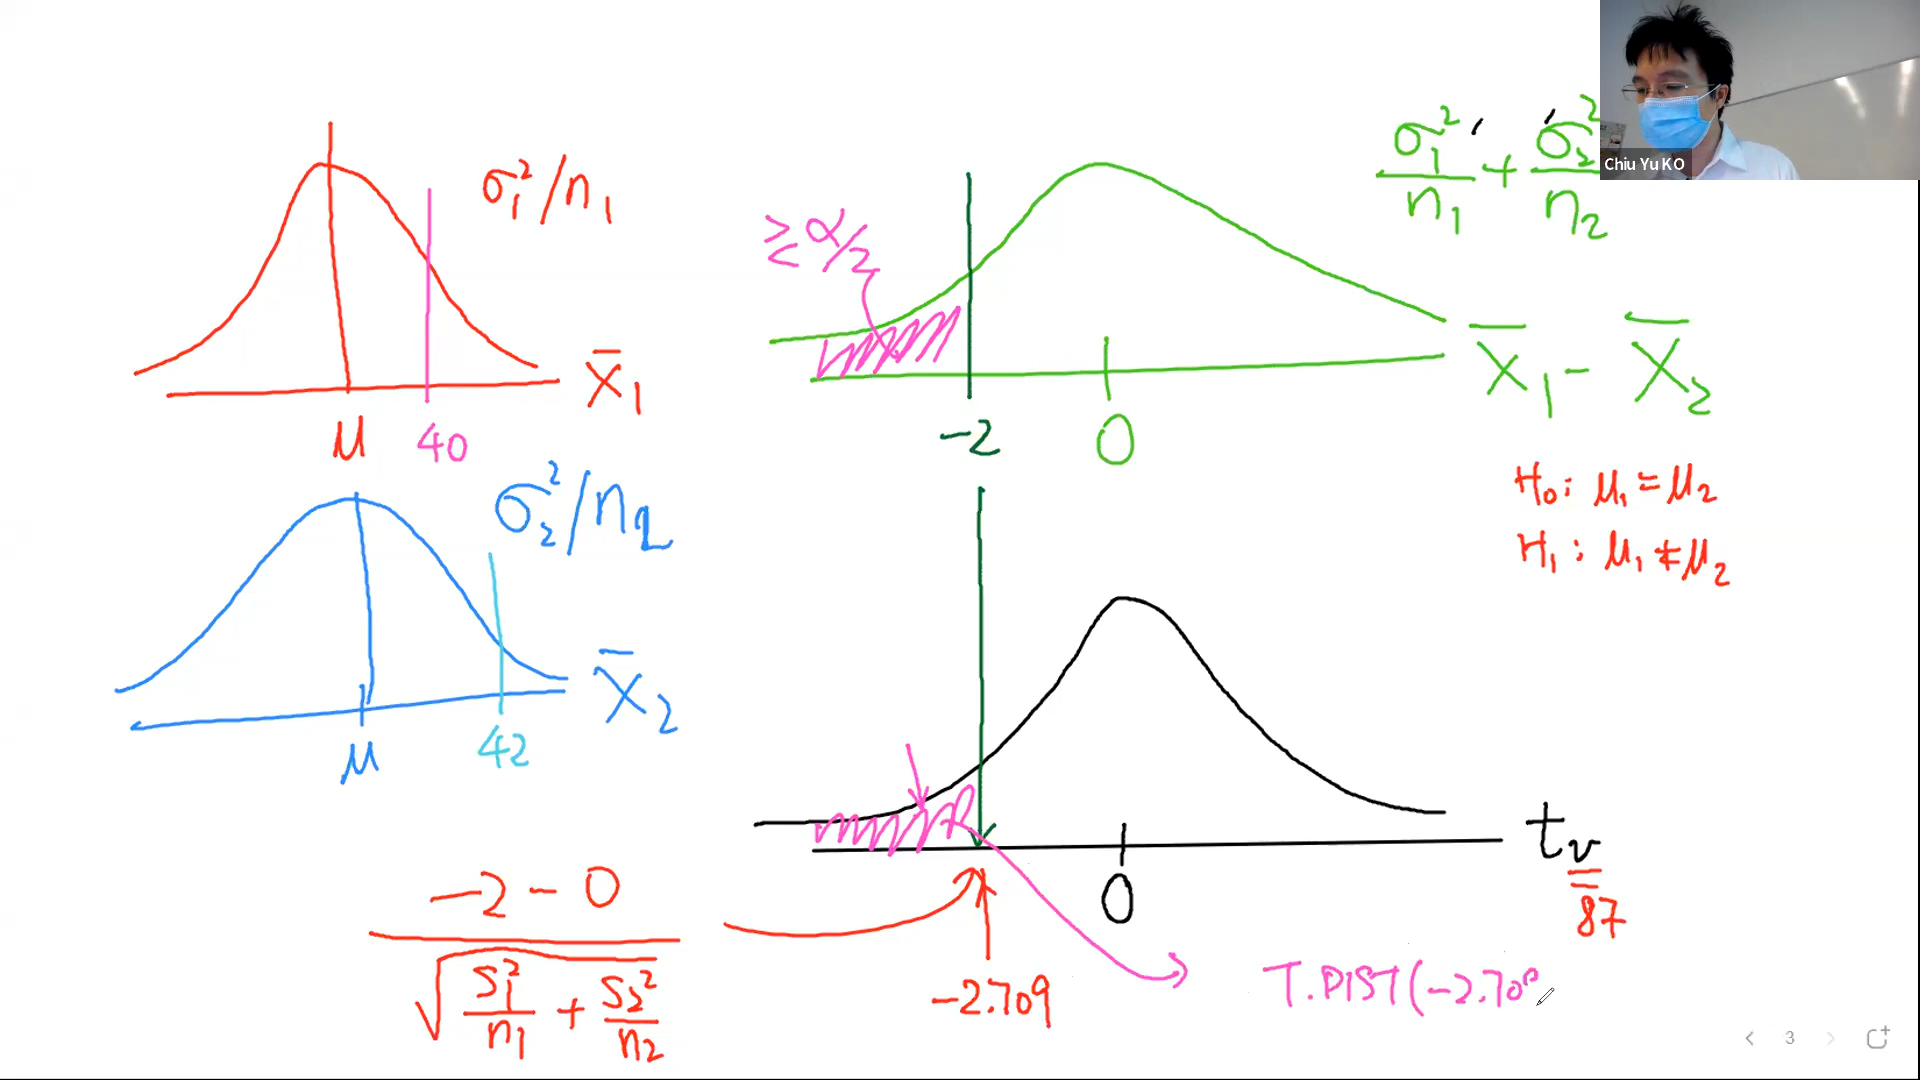 σ₁²/n₁
X̄₁
μ
40
σ₂²/n₂
X̄₂
μ
42
≥ α/2
<
-2
0
σ₁²/n₁ + σ₂²/n₂
X̄₁ - X̄₂
H₀: μ₁ = μ₂
H₁: μ₁ ≠ μ₂
0
tᵥ
87
-2 - 0
√(S₁²/n₁ + S₂²/n₂)
-2.709
T.DIST(-2.709
Chiu Yu KO
3